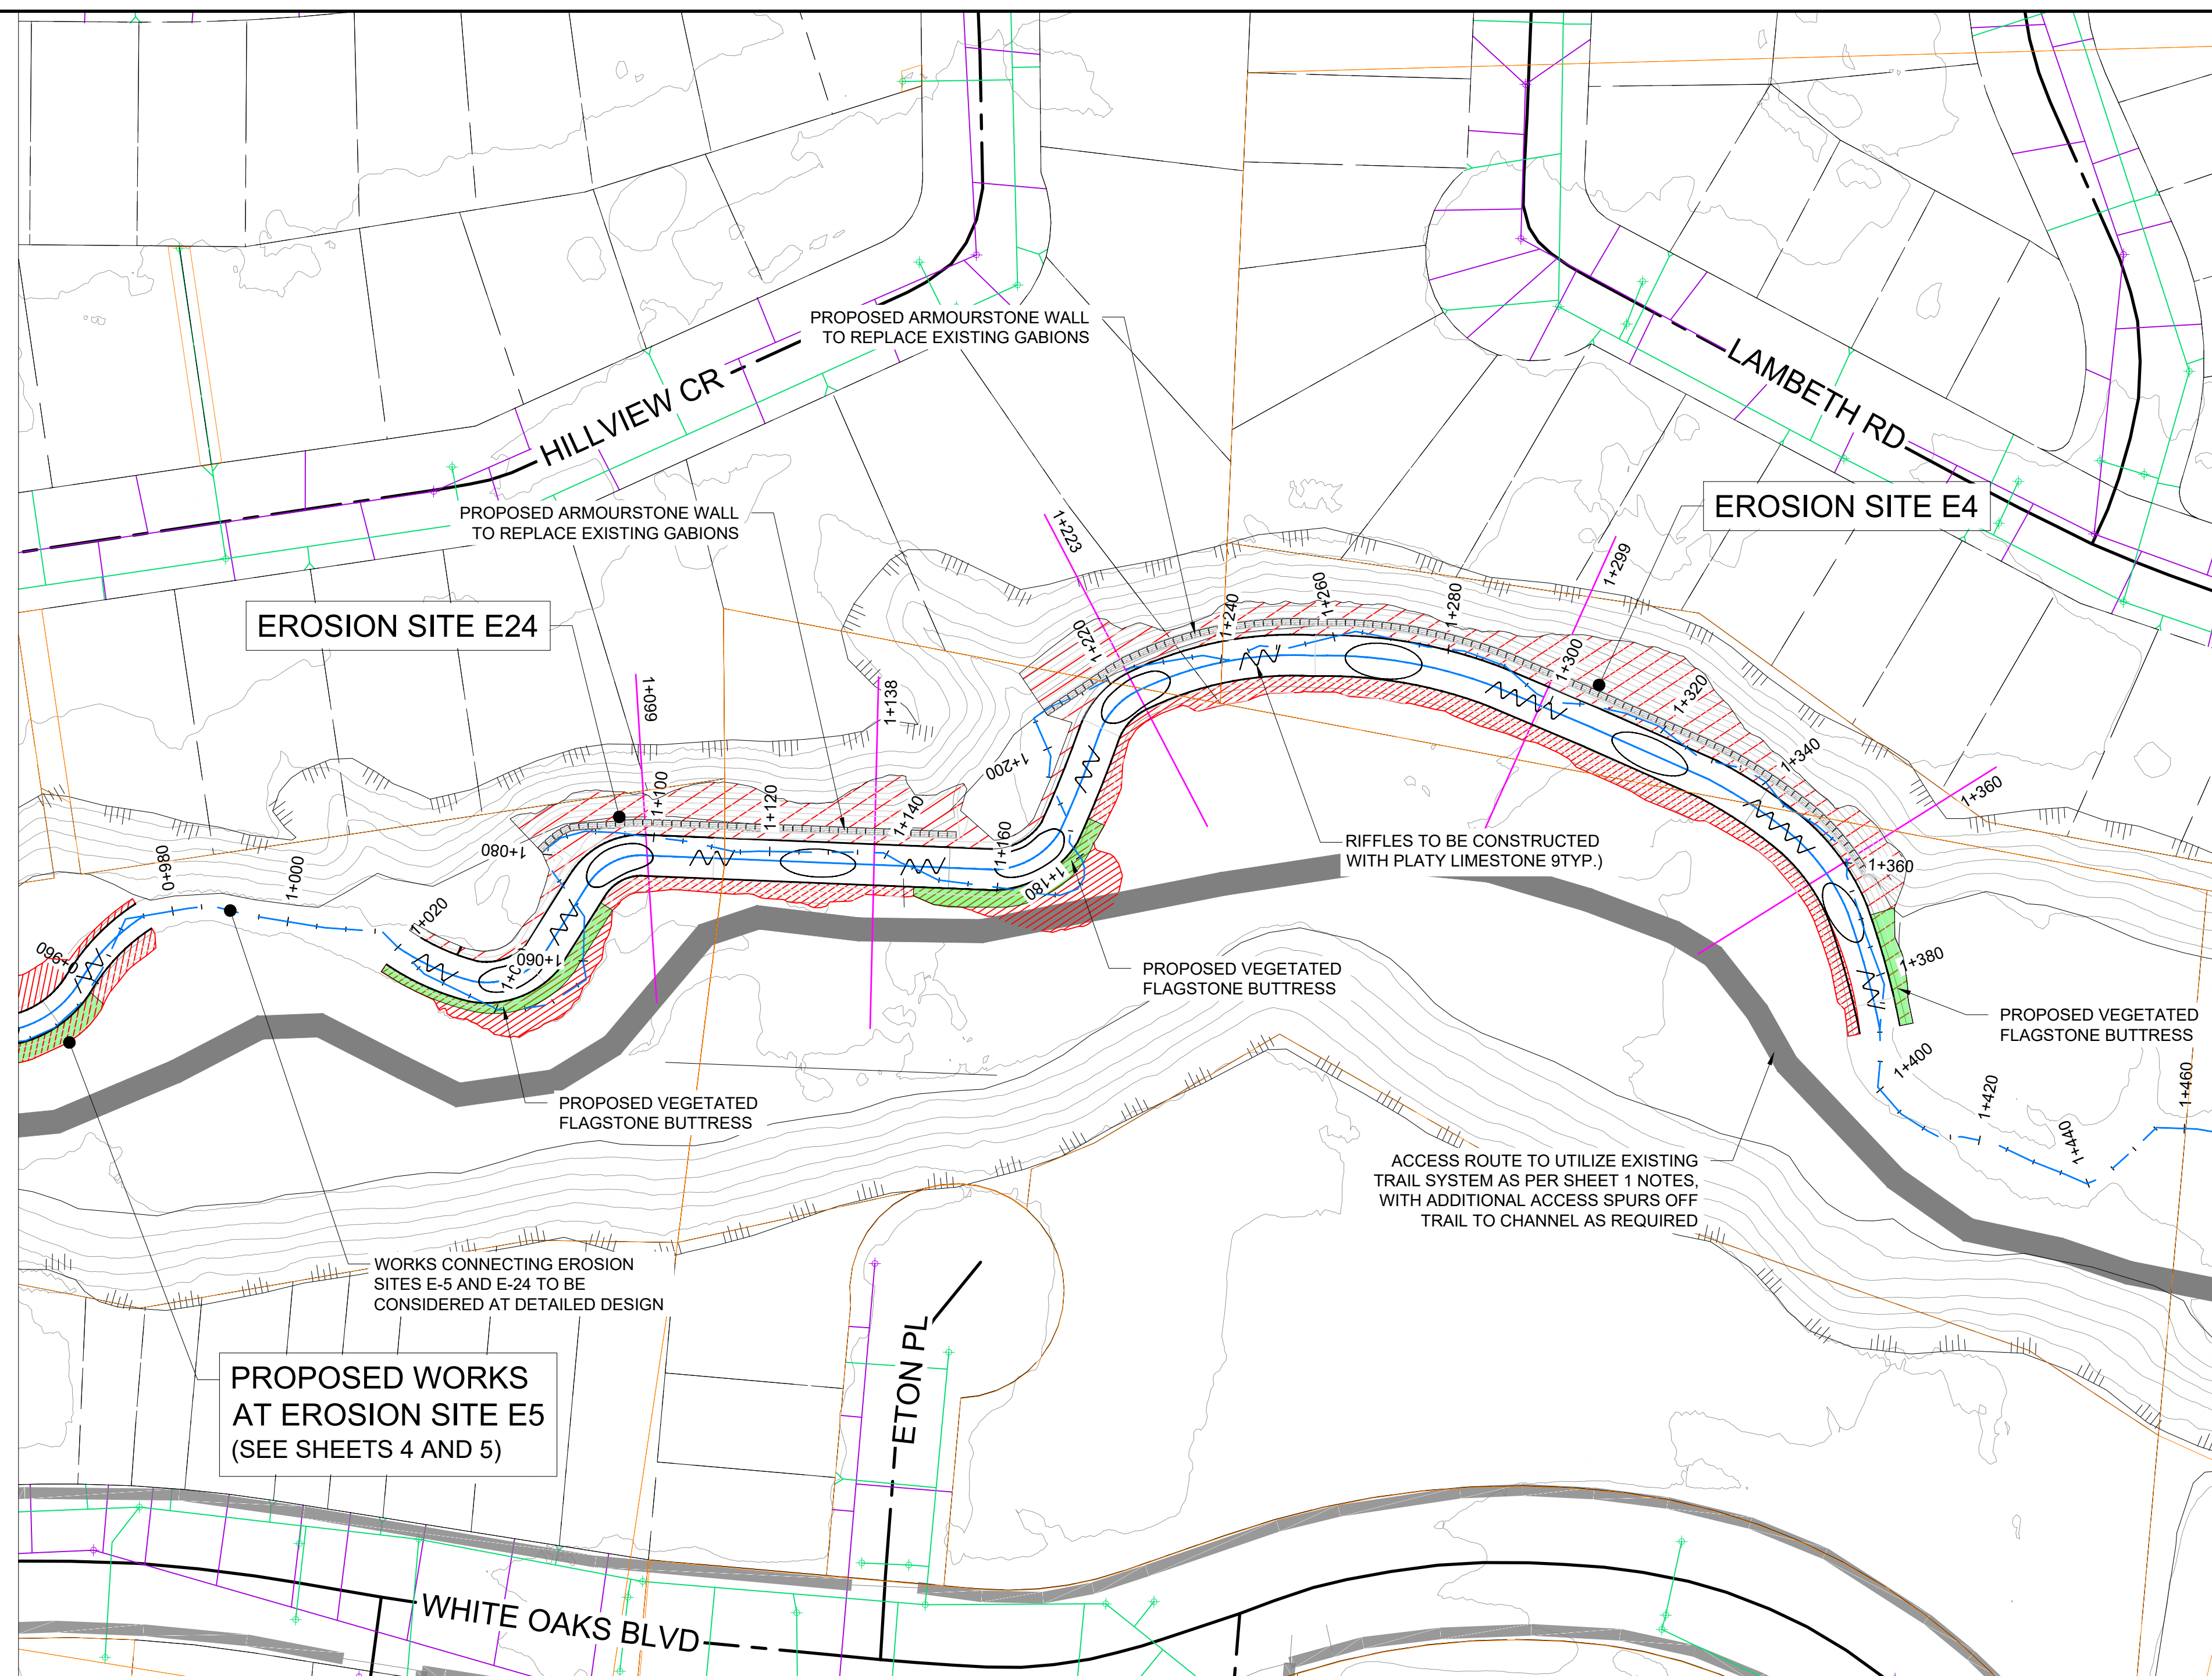 PROPOSED ARMOURSTONE WALL
TO REPLACE EXISTING GABIONS
LAMBETH RD
HILLVIEW CR
EROSION SITE E4
PROPOSED ARMOURSTONE WALL
TO REPLACE EXISTING GABIONS
1+223
1+299
EROSION SITE E24
1+220
1+240
1+260
1+280
1+300
1+320
1+340
1+360
1+099
1+138
1+200
1+100
1+120
1+140
1+160
1+080
1+180
RIFFLES TO BE CONSTRUCTED
WITH PLATY LIMESTONE 9TYP.)
1+360
0+980
1+000
1+020
1+060
0+960
1+380
PROPOSED VEGETATED
FLAGSTONE BUTTRESS
PROPOSED VEGETATED
FLAGSTONE BUTTRESS
1+400
1+420
1+440
1+460
PROPOSED VEGETATED
FLAGSTONE BUTTRESS
ACCESS ROUTE TO UTILIZE EXISTING
TRAIL SYSTEM AS PER SHEET 1 NOTES,
WITH ADDITIONAL ACCESS SPURS OFF
TRAIL TO CHANNEL AS REQUIRED
WORKS CONNECTING EROSION
SITES E-5 AND E-24 TO BE
CONSIDERED AT DETAILED DESIGN
PROPOSED WORKS
AT EROSION SITE E5
(SEE SHEETS 4 AND 5)
ETON PL
WHITE OAKS BLVD